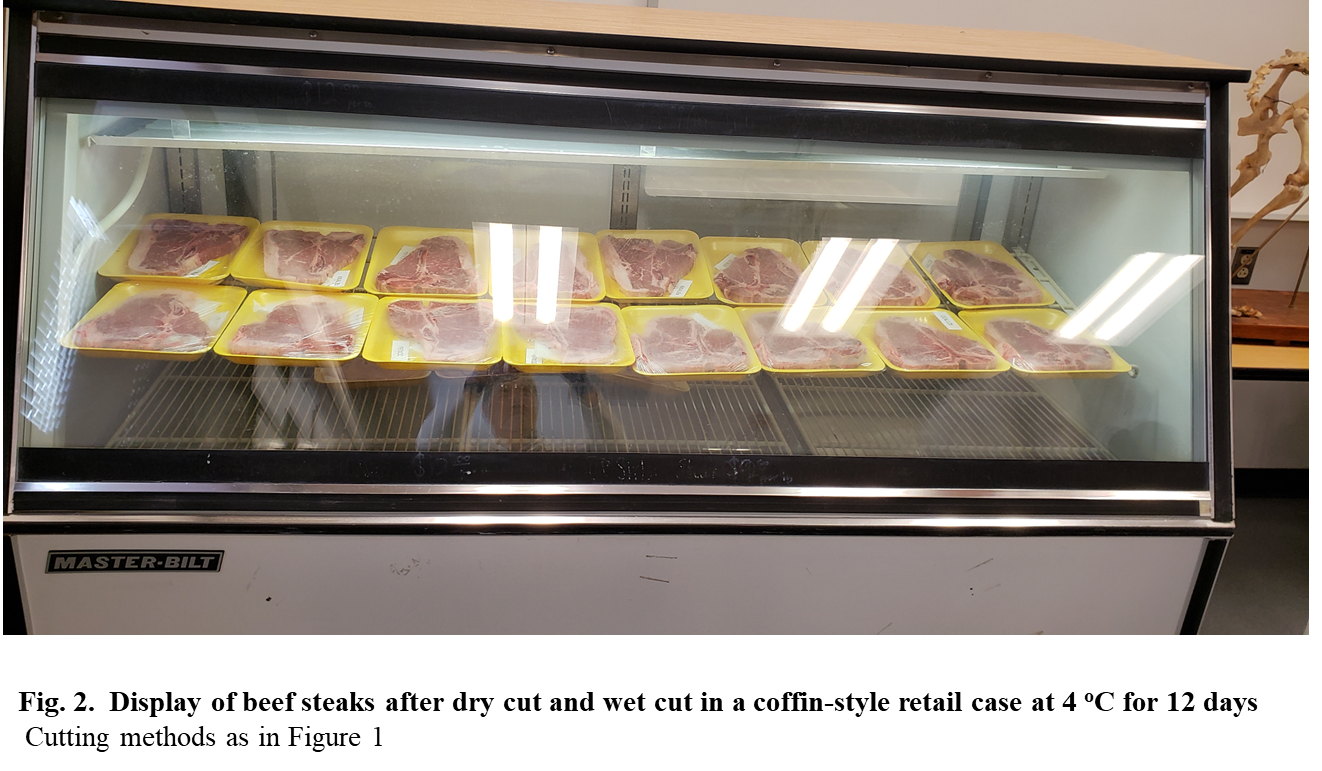 MASTER-BILT
Fig. 2. Display of beef steaks after dry cut and wet cut in a coffin-style retail case at 4 ºC for 12 days
Cutting methods as in Figure 1